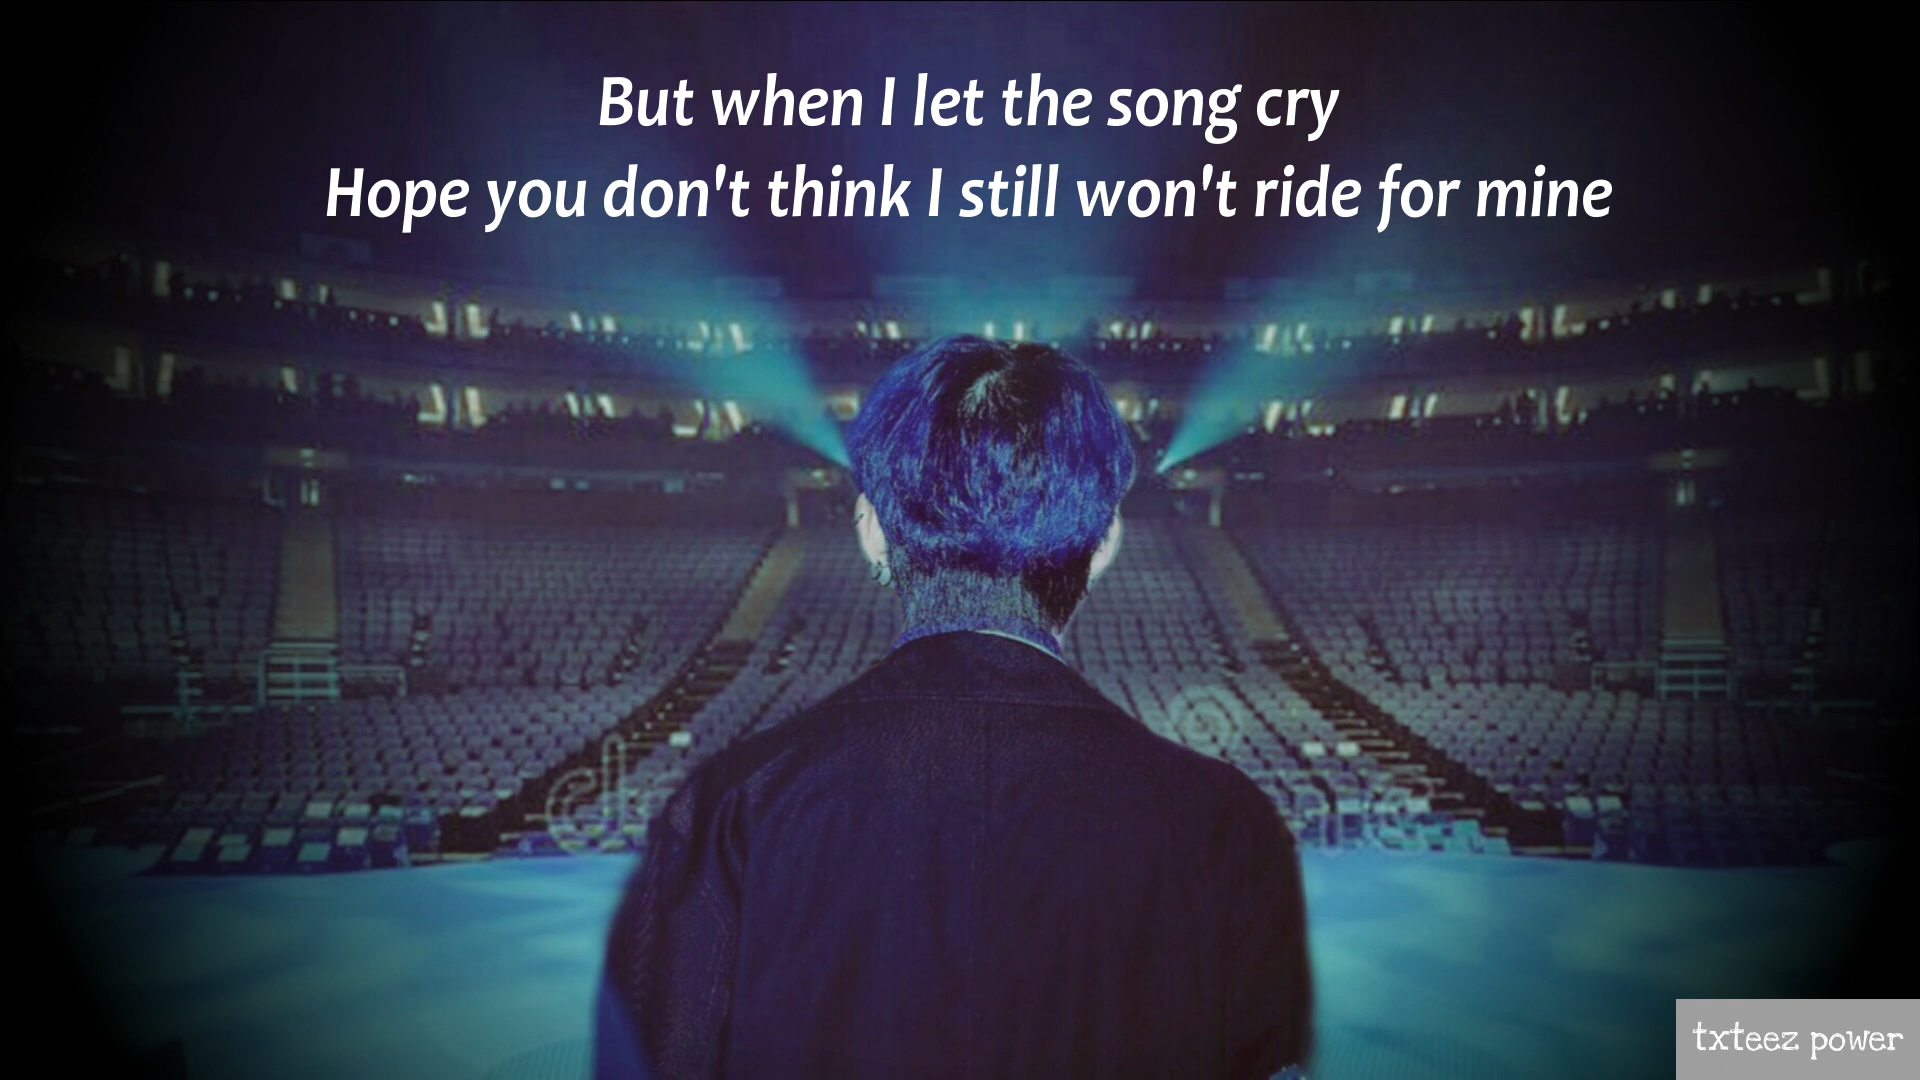 But when I let the song cry
Hope you don't think I still won't ride for mine
txteez power